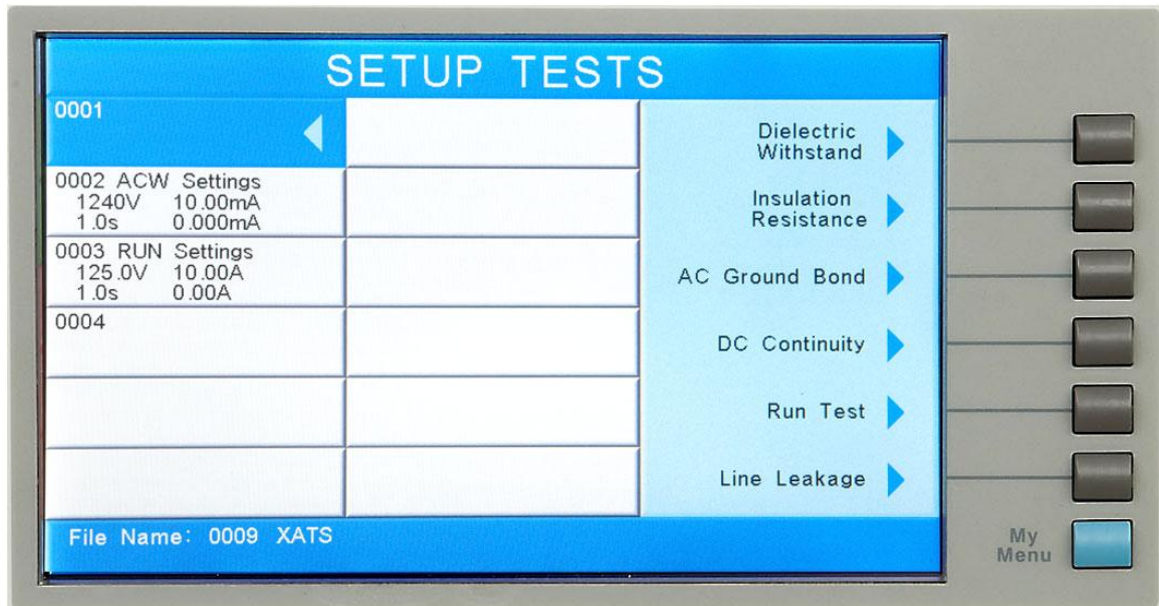 SETUP TESTS
0001
0002 ACW Settings
1240V 10.00mA
1.0s 0.000mA
0003 RUN Settings
125.0V 10.00A
1.0s 0.00A
0004
Dielectric
Withstand
Insulation
Resistance
AC Ground Bond
DC Continuity
Run Test
Line Leakage
File Name: 0009 XATS
My
Menu